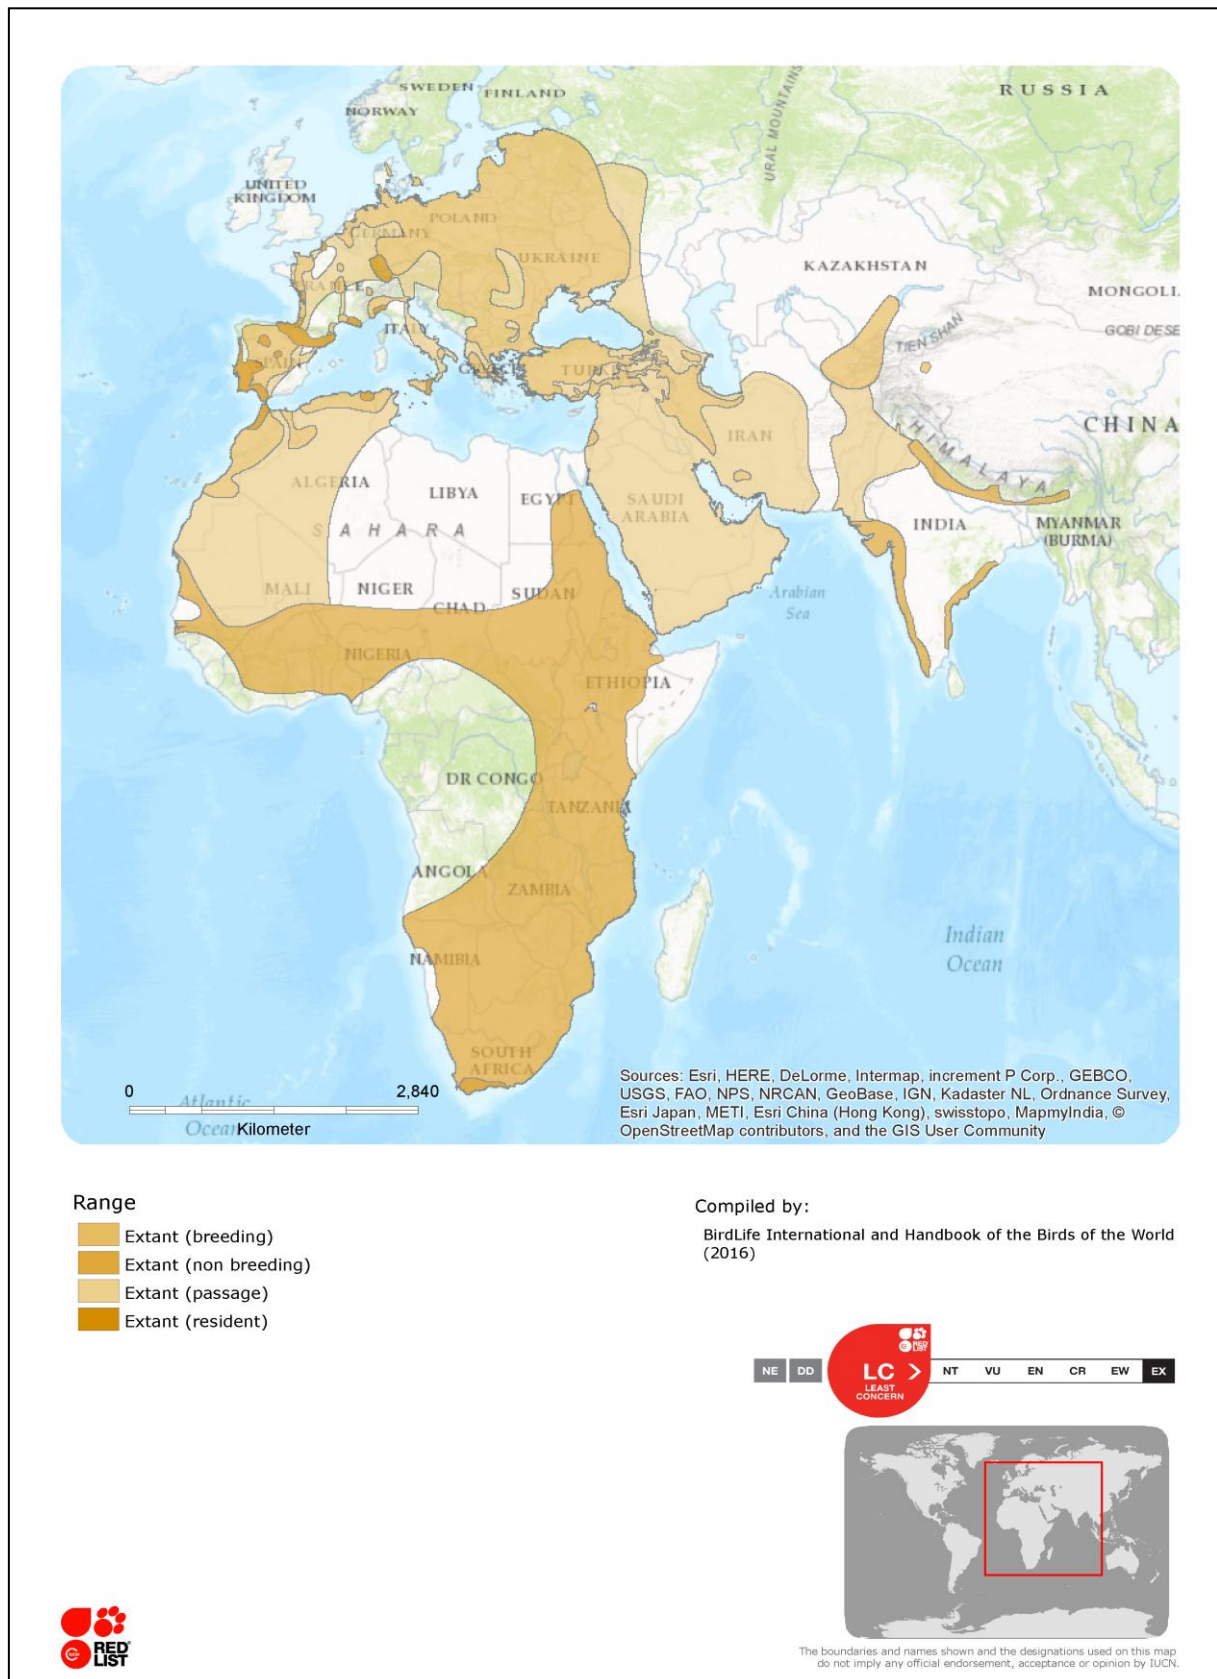 SWEDEN
FINLAND
NORWAY
RUSSIA
URAL MOUNTAINS
UNITED
KINGDOM
POLAND
GERMANY
UKRAINE
FRANCE
KAZAKHSTAN
MONGOLI
GOBI DESE
TIEN SHAN
ITALY
SPAIN
TURK
CHINA
HIMALAYA
IRAN
ALGERIA
LIBYA
EGYPT
SAUDI
ARABIA
INDIA
MYANMAR
(BURMA)
SAHARA
MALI
NIGER
CHAD
SUDAN
Arabian
Sea
NIGERIA
ETHIOPIA
DR CONGO
TANZANIA
ANGOLA
ZAMBIA
Indian
Ocean
NAMIBIA
SOUTH
AFRICA
0 2,840
Atlantic
Ocean
Kilometer
Sources: Esri, HERE, DeLorme, Intermap, increment P Corp., GEBCO,
USGS, FAO, NPS, NRCAN, GeoBase, IGN, Kadaster NL, Ordnance Survey,
Esri Japan, METI, Esri China (Hong Kong), swisstopo, MapmyIndia, ©
OpenStreetMap contributors, and the GIS User Community
Range
Extant (breeding)
Extant (non breeding)
Extant (passage)
Extant (resident)
Compiled by:
BirdLife International and Handbook of the Birds of the World
(2016)
RED
LIST
NE DD LC NT VU EN CR EW EX
LEAST
CONCERN
RED
LIST
The boundaries and names shown and the designations used on this map
do not imply any official endorsement, acceptance or opinion by IUCN.